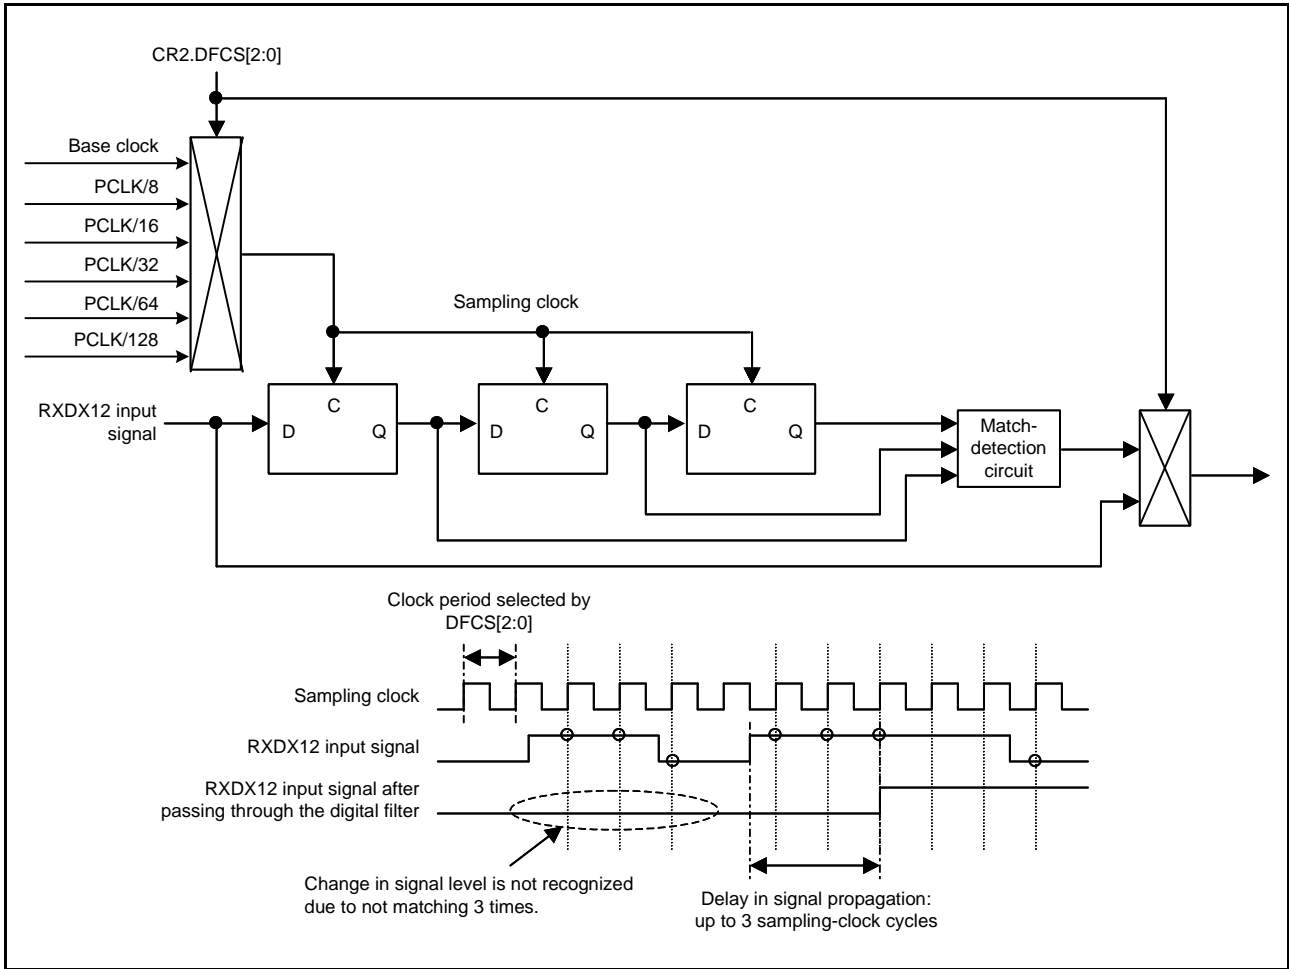 CR2.DFCS[2:0]
Base clock
PCLK/8
PCLK/16
PCLK/32
PCLK/64
PCLK/128
Sampling clock
RXDX12 input
signal
C
D
Q
C
D
Q
C
D
Q
Match-
detection
circuit
Clock period selected by
DFCS[2:0]
Sampling clock
RXDX12 input signal
RXDX12 input signal after
passing through the digital filter
Change in signal level is not recognized
due to not matching 3 times.
Delay in signal propagation:
up to 3 sampling-clock cycles